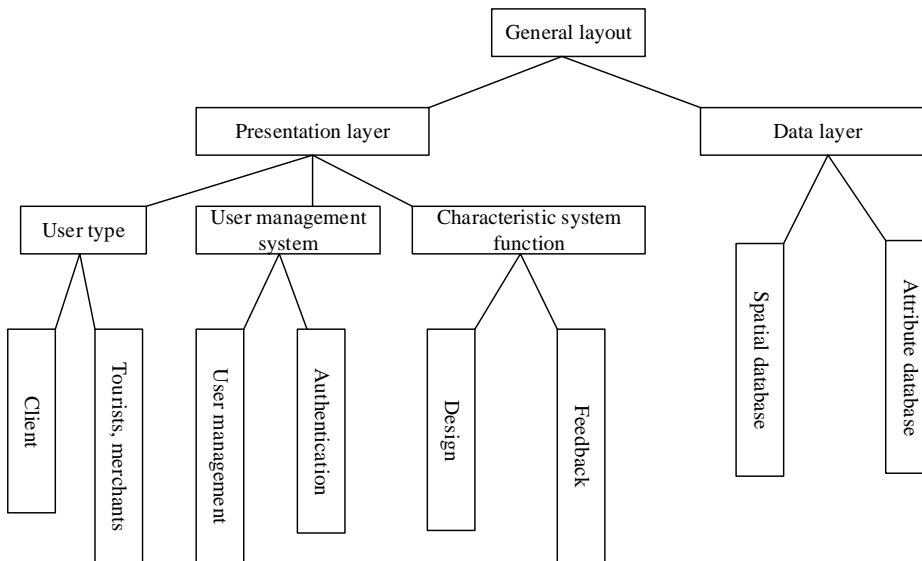 General layout
Presentation layer
Data layer
User type
User management
system
Characteristic system
function
Client
Tourists, merchants
User management
Authentication
Design
Feedback
Spatial database
Attribute database